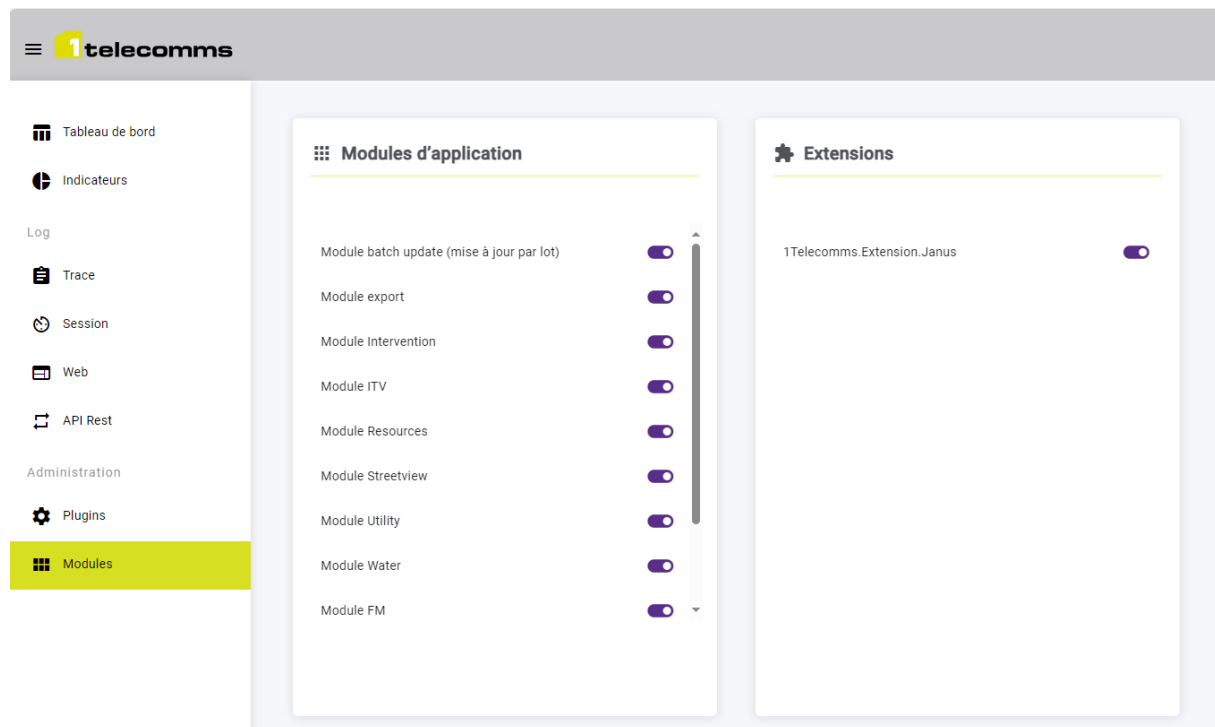 1telecomms
Tableau de bord
Indicateurs
Log
Trace
Session
Web
API Rest
Administration
Plugins
Modules
Modules d’application
Module batch update (mise à jour par lot)
Module export
Module Intervention
Module ITV
Module Resources
Module Streetview
Module Utility
Module Water
Module FM
Extensions
1Telecomms.Extension.Janus